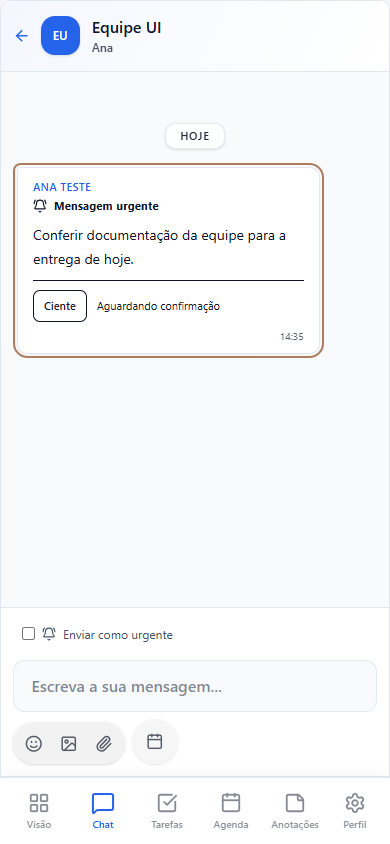 EU
Equipe UI
Ana
HOJE
ANA TESTE
Mensagem urgente
Conferir documentação da equipe para a
entrega de hoje.
Ciente
Aguardando confirmação
14:35
Enviar como urgente
Escreva a sua mensagem...
Visão
Chat
Tarefas
Agenda
Anotações
Perfil